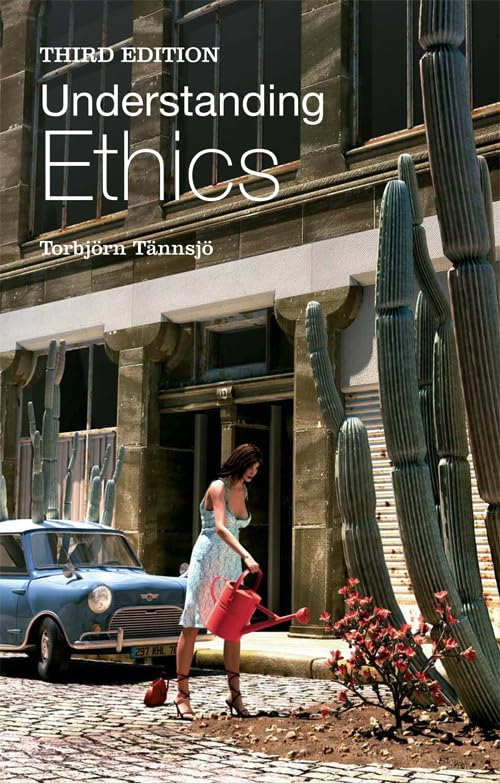 THIRD EDITION
Understanding
Ethics
Torbjörn Tännsjö